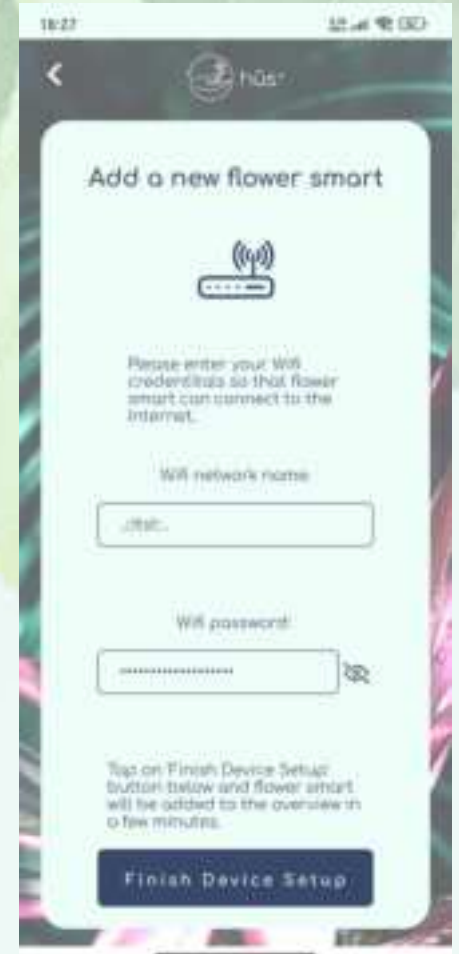 18:27
hūs+
Add a new flower smart
Please enter your Wifi
credentitals so that flower
smart can connect to the
Internet.
Wifi network name
Wifi password
Tap on 'Finish Device Setup'
button below and flower smart
will be added to the overview in
a few minutes.
Finish Device Setup